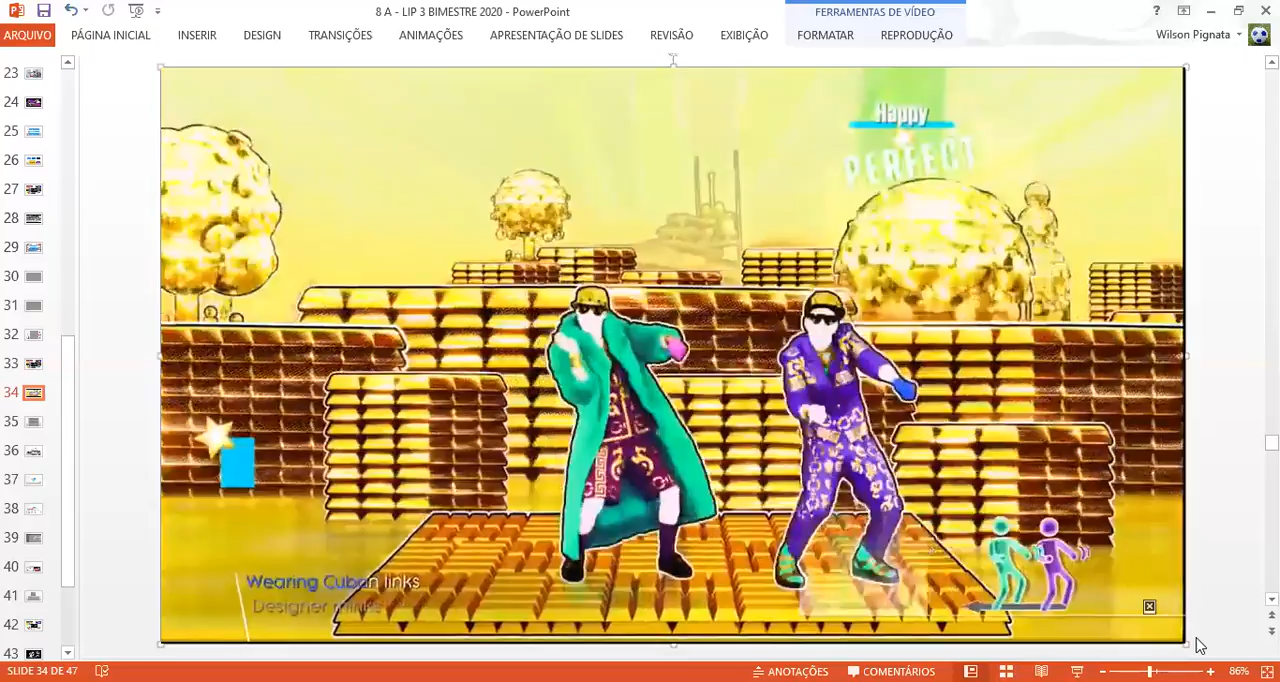 8 A - LIP 3 BIMESTRE 2020 - PowerPoint
FERRAMENTAS DE VÍDEO
?
ARQUIVO PÁGINA INICIAL INSERIR DESIGN TRANSIÇÕES ANIMAÇÕES APRESENTAÇÃO DE SLIDES REVISÃO EXIBIÇÃO FORMATAR REPRODUÇÃO Wilson Pignata
23
24
25
26
27
28
29
30
31
32
33
34
35
36
37
38
39
40
41
42
43
Happy
PERFECT
Wearing Cuban links
Designer minks
SLIDE 34 DE 47 ANOTAÇÕES COMENTÁRIOS 86%